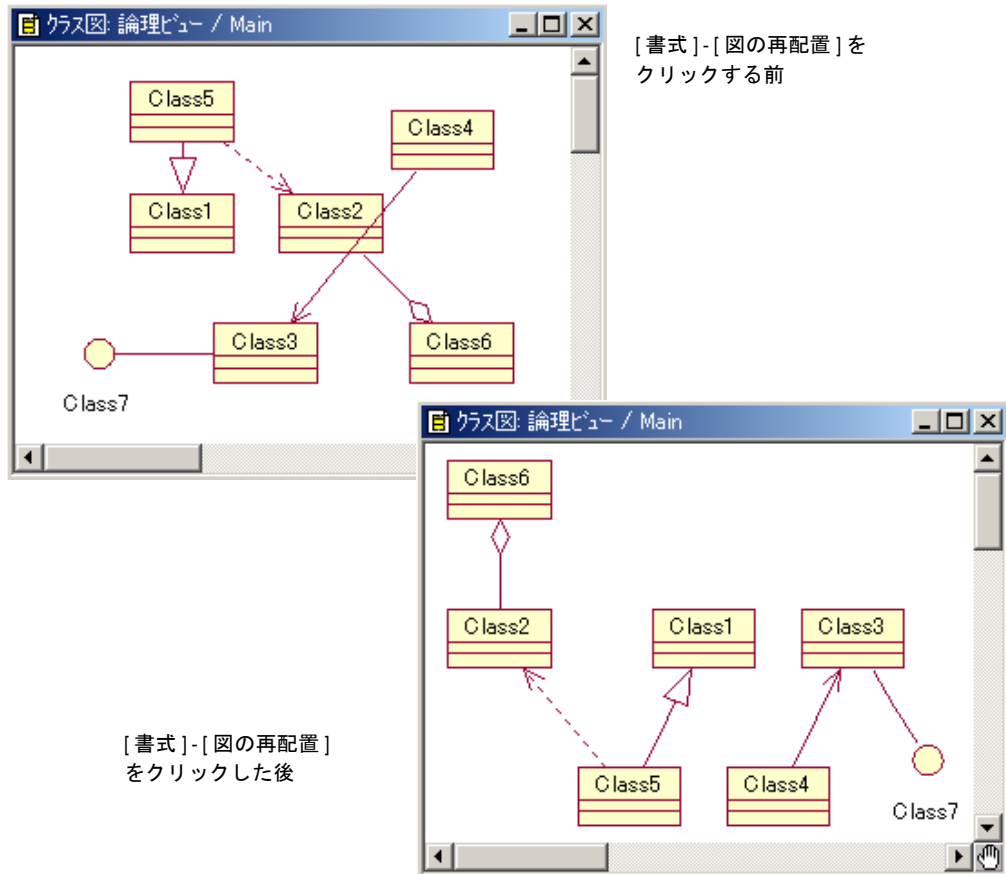 クラス図: 論理ビュー / Main
[ 書式 ] - [ 図の再配置 ] を
クリックする前
Class5
Class4
Class1
Class2
Class3
Class6
Class7
クラス図: 論理ビュー / Main
Class6
Class2
Class1
Class3
[ 書式 ] - [ 図の再配置 ]
をクリックした後
Class5
Class4
Class7